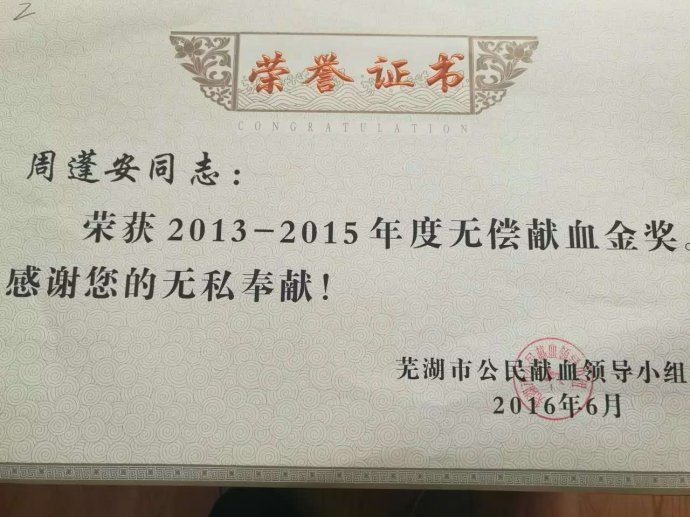 2
荣誉证书
CONGRATULATION
周蓬安同志：
荣获2013-2015年度无偿献血金奖。
感谢您的无私奉献！
芜湖市公民献血领导小组
2016年6月